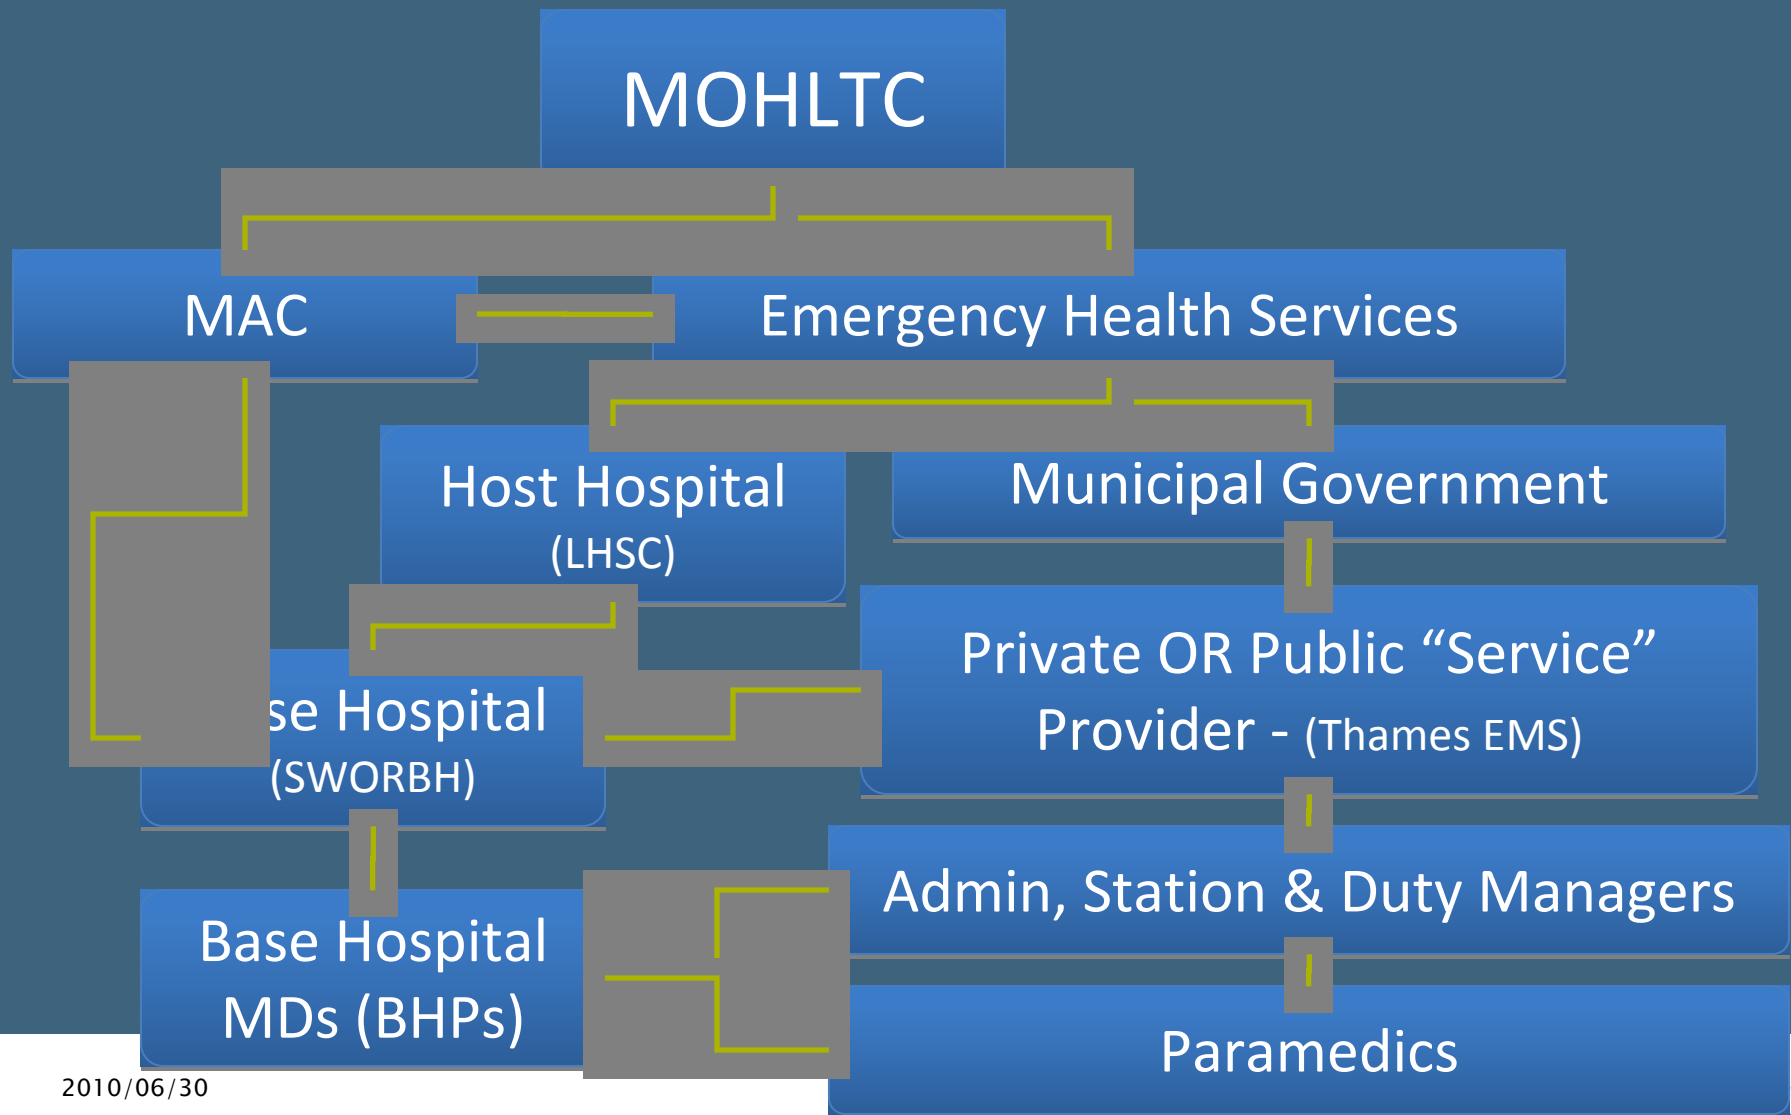 MOHLTC
MAC
Emergency Health Services
Host Hospital
(LHSC)
Municipal Government
se Hospital
(SWORBH)
Private OR Public “Service”
Provider - (Thames EMS)
Base Hospital
MDs (BHPs)
Admin, Station & Duty Managers
Paramedics
2010/06/30